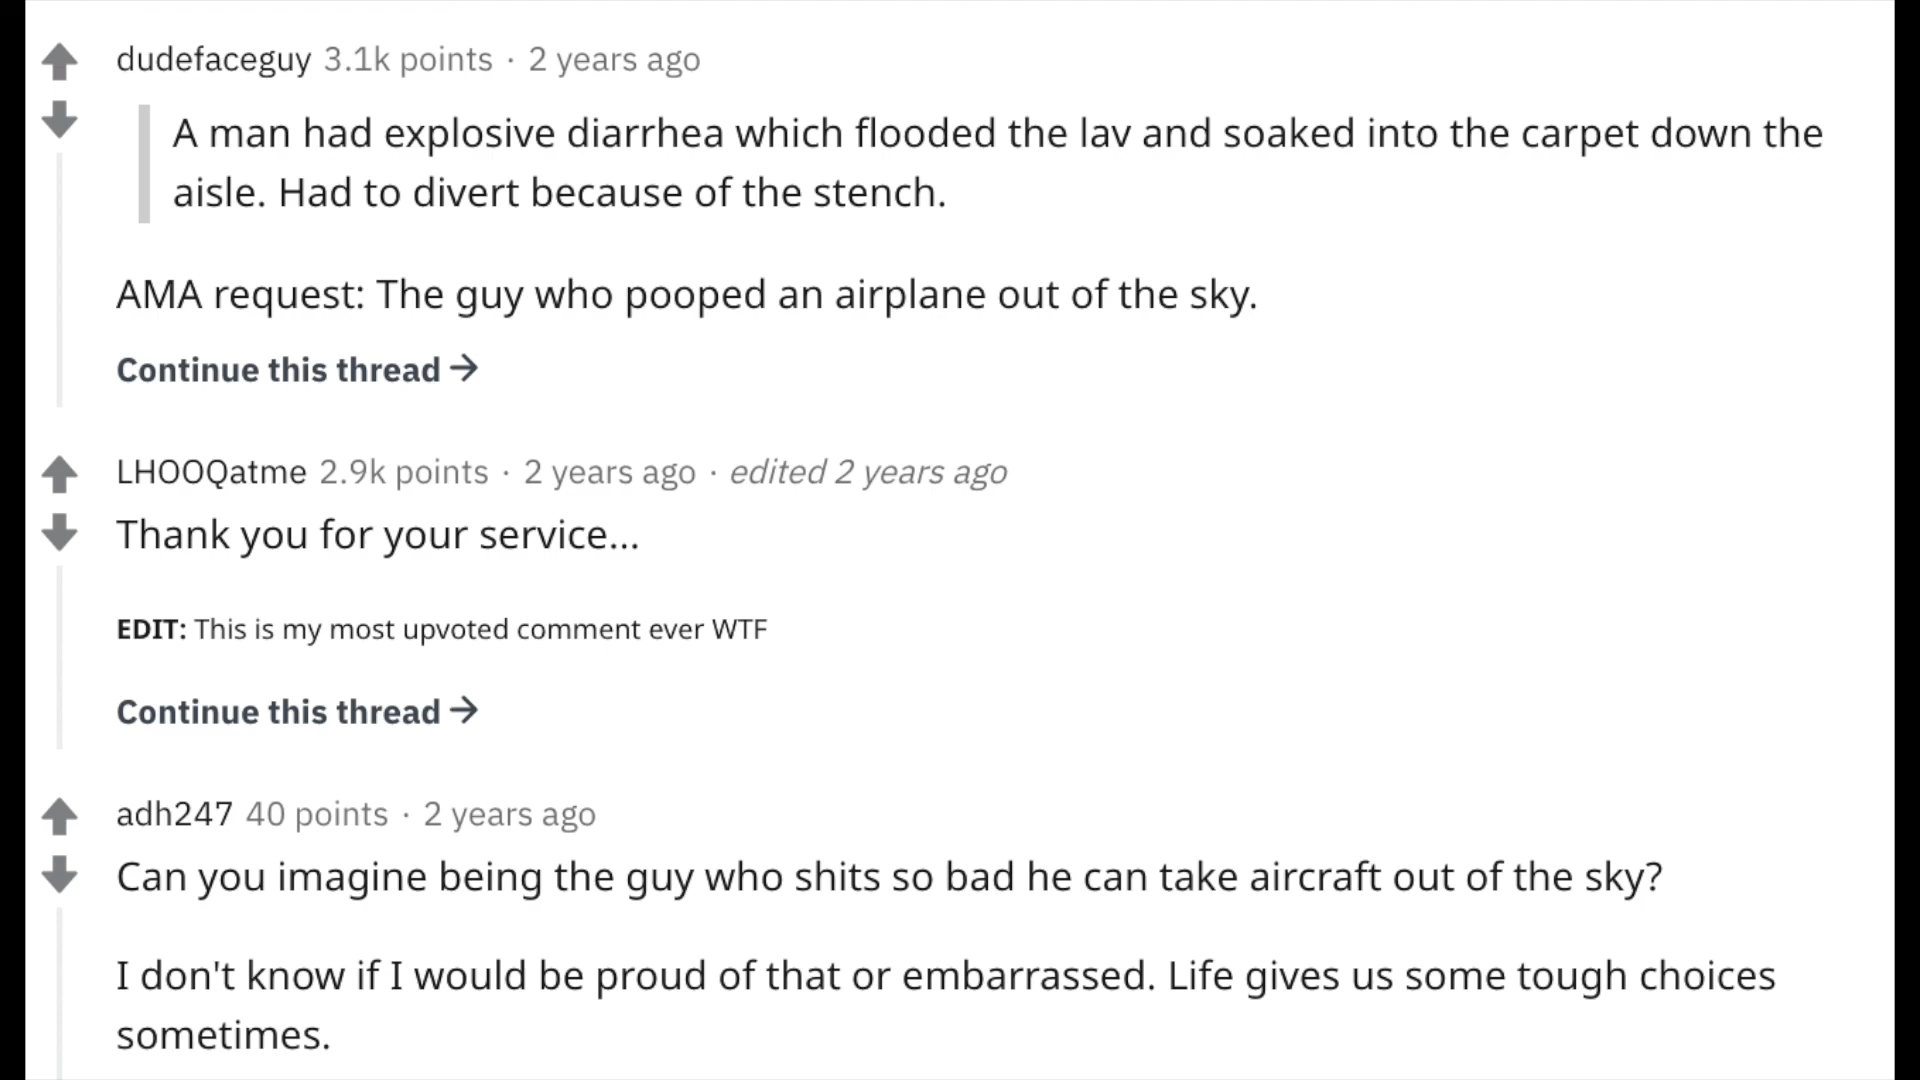 dudefaceguy 3.1k points · 2 years ago
A man had explosive diarrhea which flooded the lav and soaked into the carpet down the
aisle. Had to divert because of the stench.
AMA request: The guy who pooped an airplane out of the sky.
Continue this thread →
LHOOQatme 2.9k points · 2 years ago · edited 2 years ago
Thank you for your service...
EDIT: This is my most upvoted comment ever WTF
Continue this thread →
adh247 40 points · 2 years ago
Can you imagine being the guy who shits so bad he can take aircraft out of the sky?
I don't know if I would be proud of that or embarrassed. Life gives us some tough choices
sometimes.